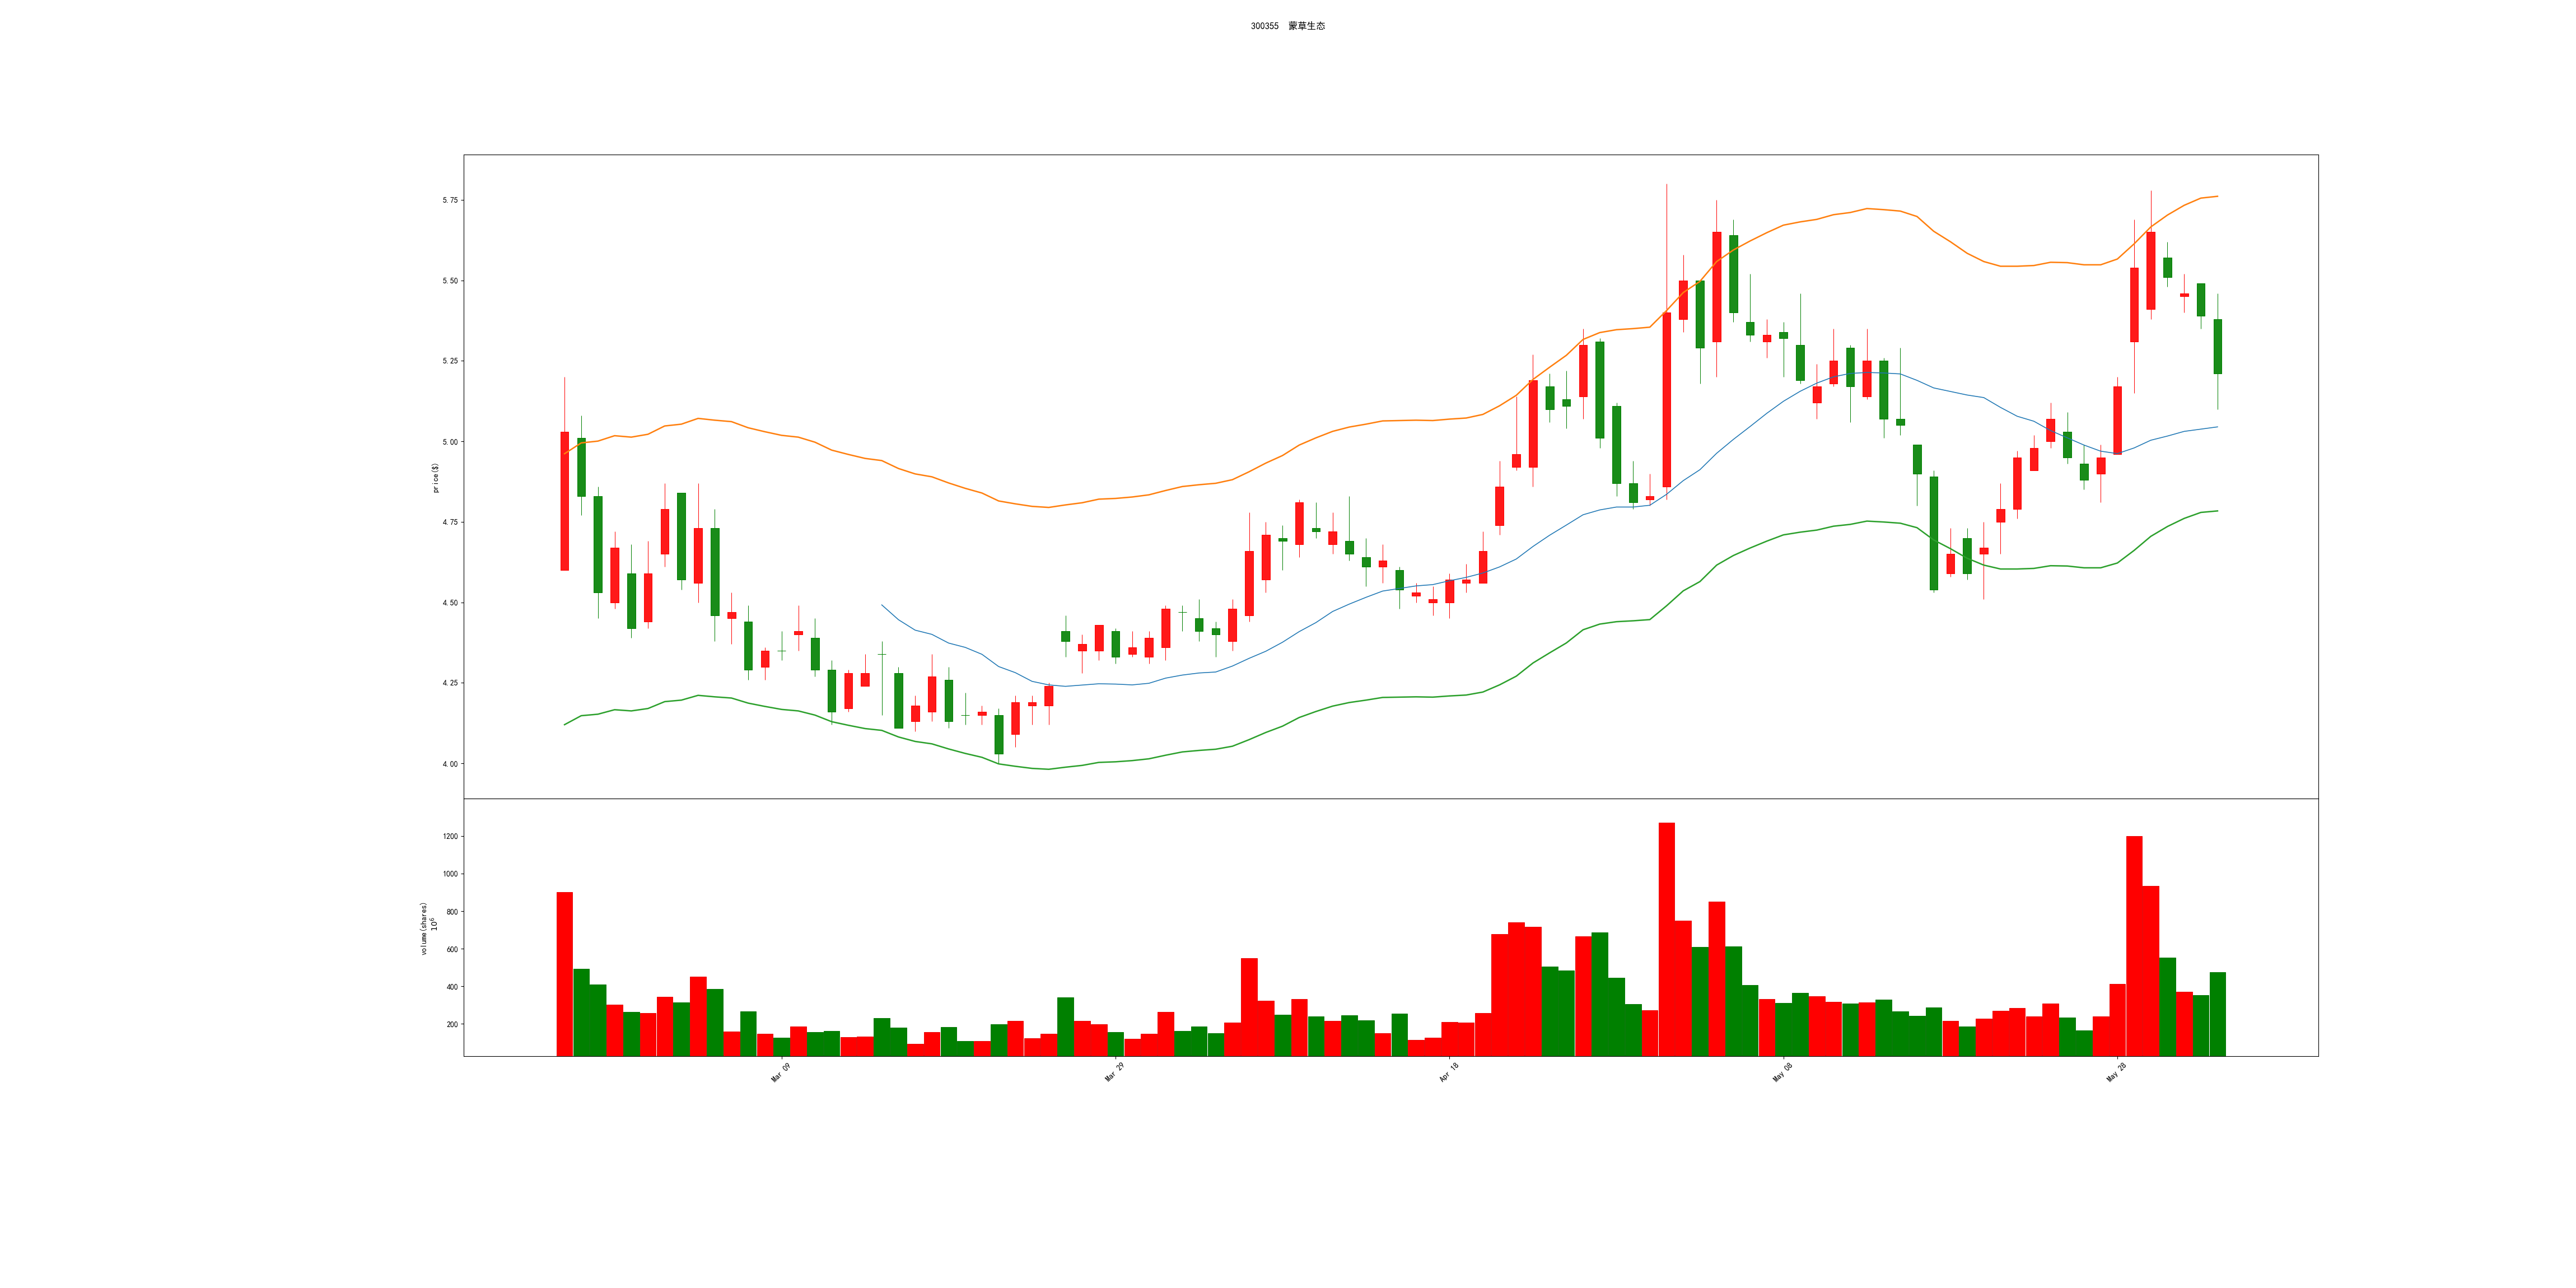 300355 蒙草生态
price($)
5.75
5.50
5.25
5.00
4.75
4.50
4.25
4.00
volume(shares)
10^6
1200
1000
800
600
400
200
Mar 09
Mar 29
Apr 18
May 08
May 28